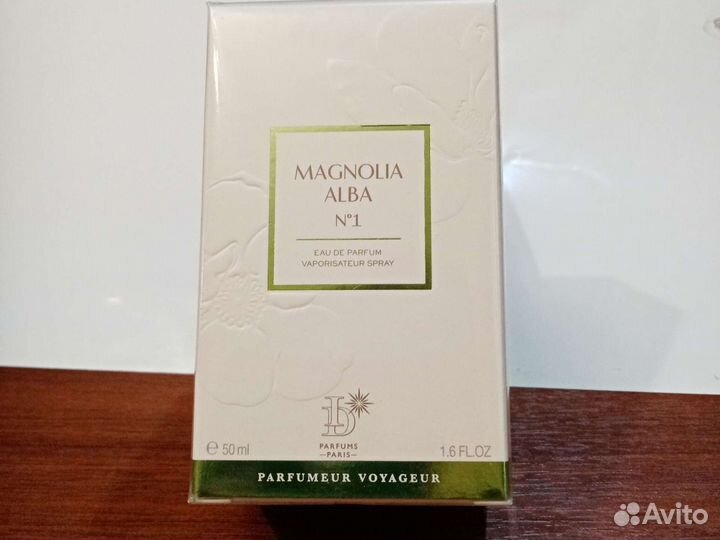 MAGNOLIA
ALBA
N°1
EAU DE PARFUM
VAPORISATEUR SPRAY
ID
PARFUMS
–PARIS–
e 50 ml
1.6 FL.OZ
PARFUMEUR VOYAGEUR
Avito